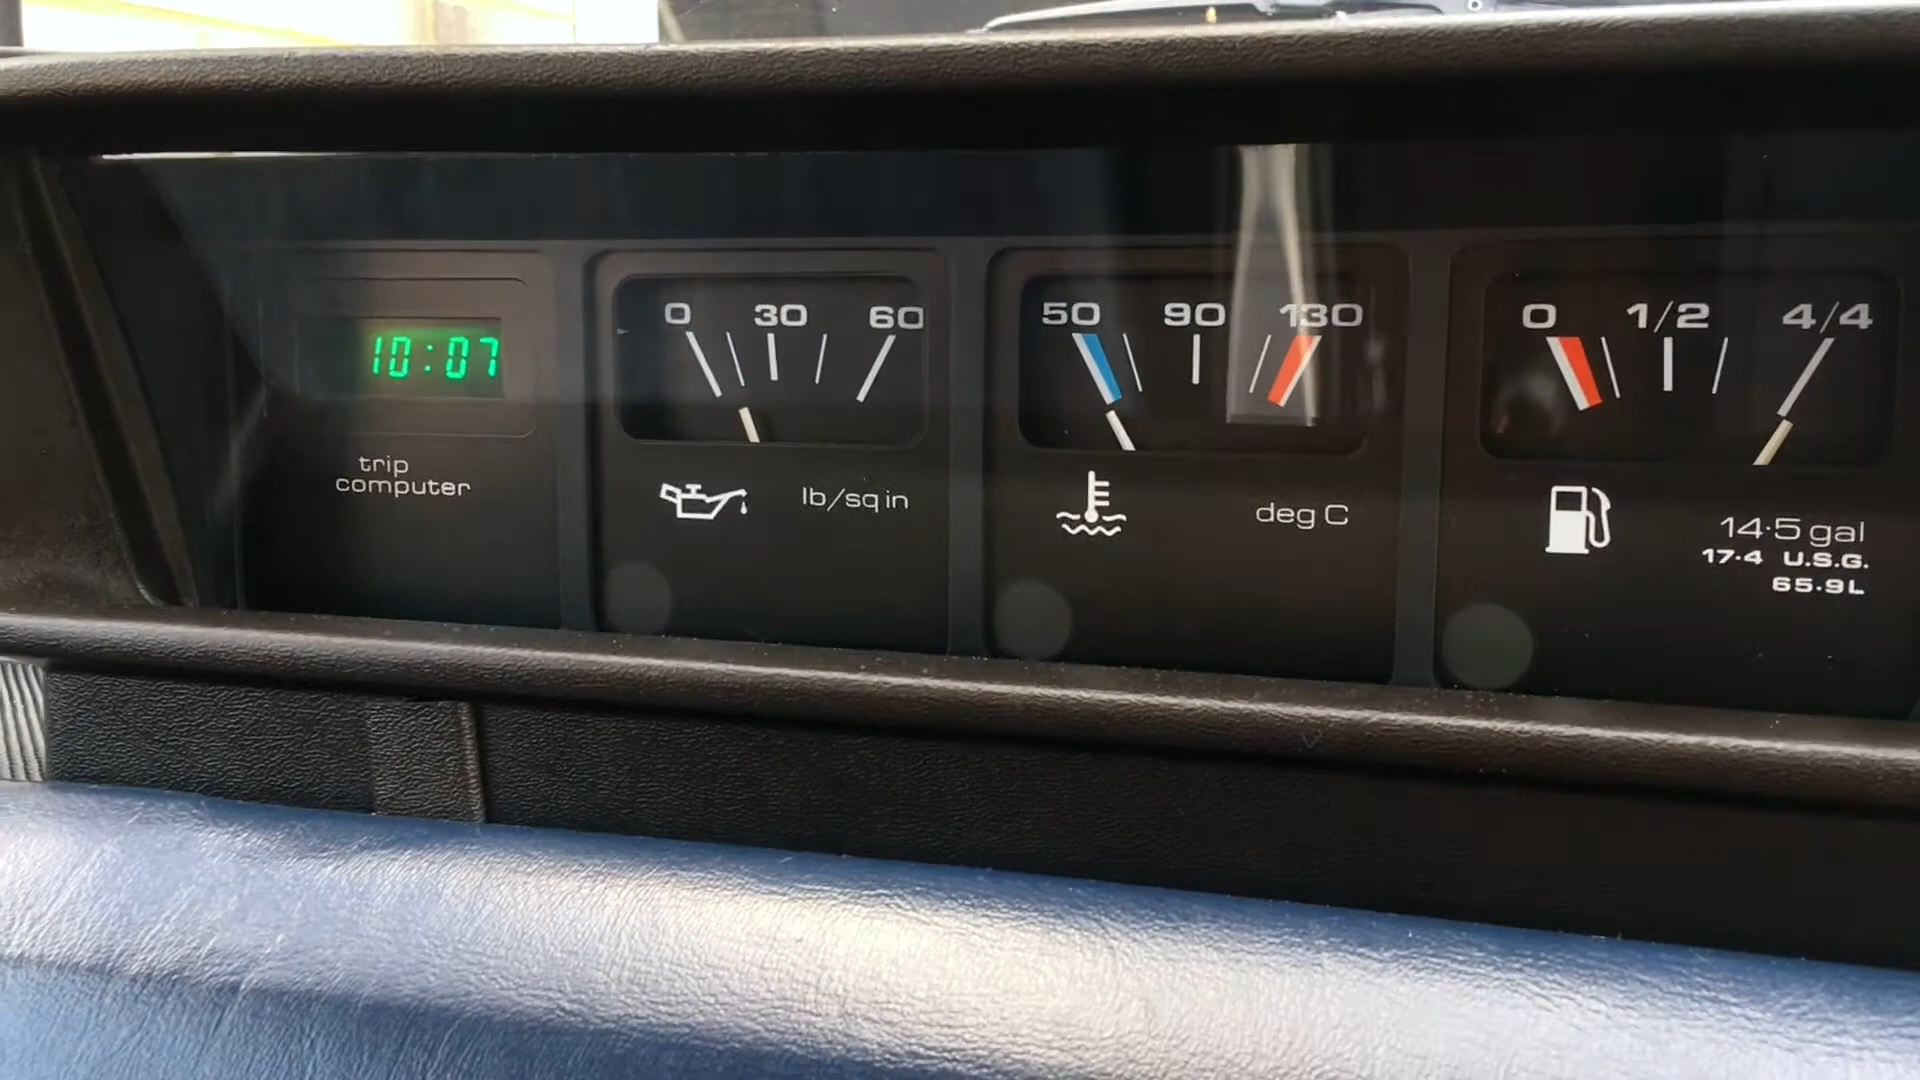 10:07
trip
computer
0 30 60
lb/sq in
50 90 130
deg C
0 1/2 4/4
14·5 gal
17·4 U.S.G.
65·9L